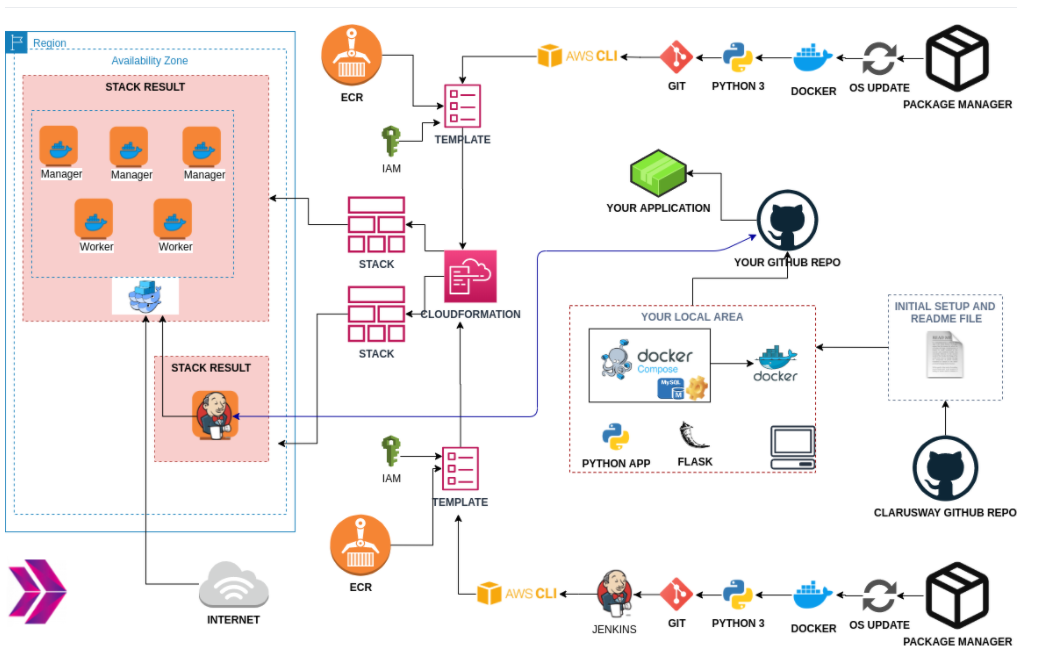 Region
Availability Zone
STACK RESULT
Manager
Manager
Manager
Worker
Worker
STACK RESULT
INTERNET
ECR
IAM
TEMPLATE
AWS CLI
GIT
PYTHON 3
DOCKER
OS UPDATE
PACKAGE MANAGER
STACK
STACK
CLOUDFORMATION
YOUR APPLICATION
YOUR GITHUB REPO
YOUR LOCAL AREA
docker
Compose
MySQL
M
docker
PYTHON APP
FLASK
INITIAL SETUP AND
README FILE
CLARUSWAY GITHUB REPO
IAM
TEMPLATE
ECR
AWS CLI
JENKINS
GIT
PYTHON 3
DOCKER
OS UPDATE
PACKAGE MANAGER